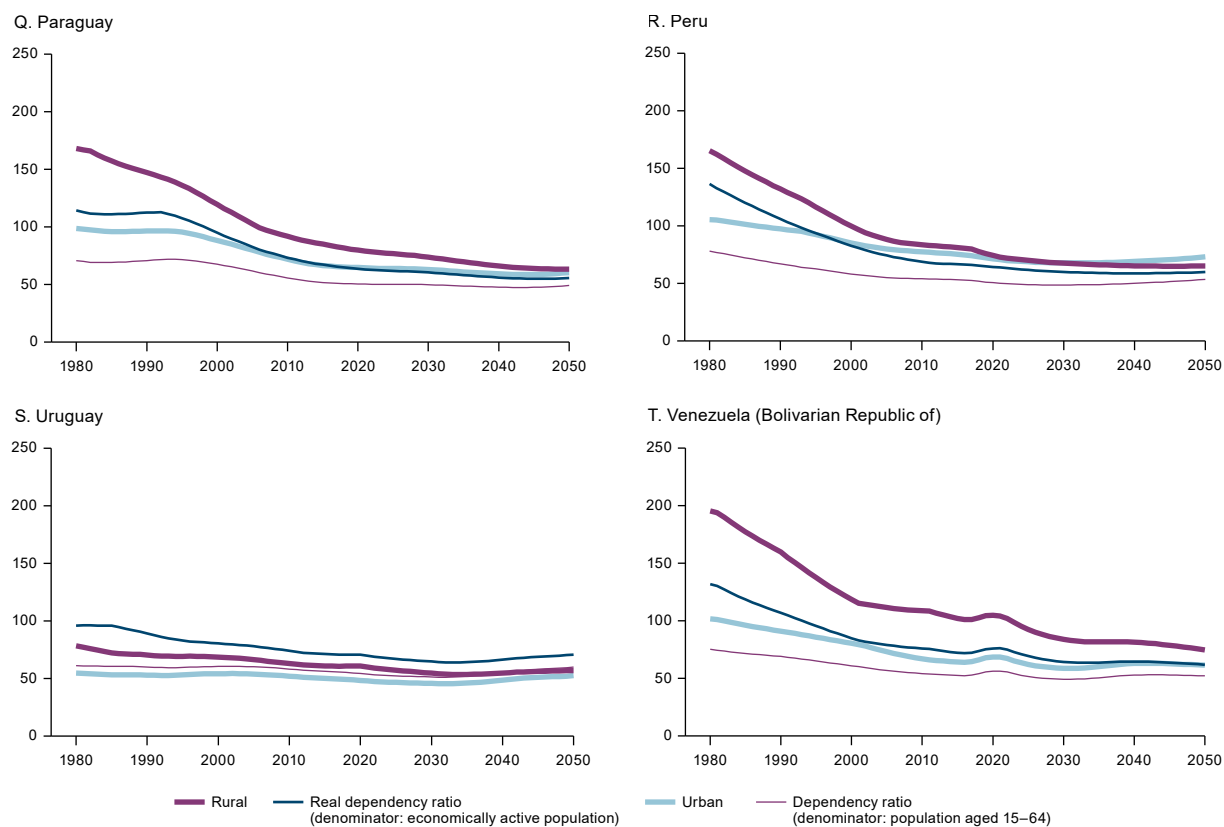 Q. Paraguay
250
200
150
100
50
0
1980 1990 2000 2010 2020 2030 2040 2050
R. Peru
250
200
150
100
50
0
1980 1990 2000 2010 2020 2030 2040 2050
S. Uruguay
250
200
150
100
50
0
1980 1990 2000 2010 2020 2030 2040 2050
T. Venezuela (Bolivarian Republic of)
250
200
150
100
50
0
1980 1990 2000 2010 2020 2030 2040 2050
Rural
Real dependency ratio
(denominator: economically active population)
Urban
Dependency ratio
(denominator: population aged 15–64)